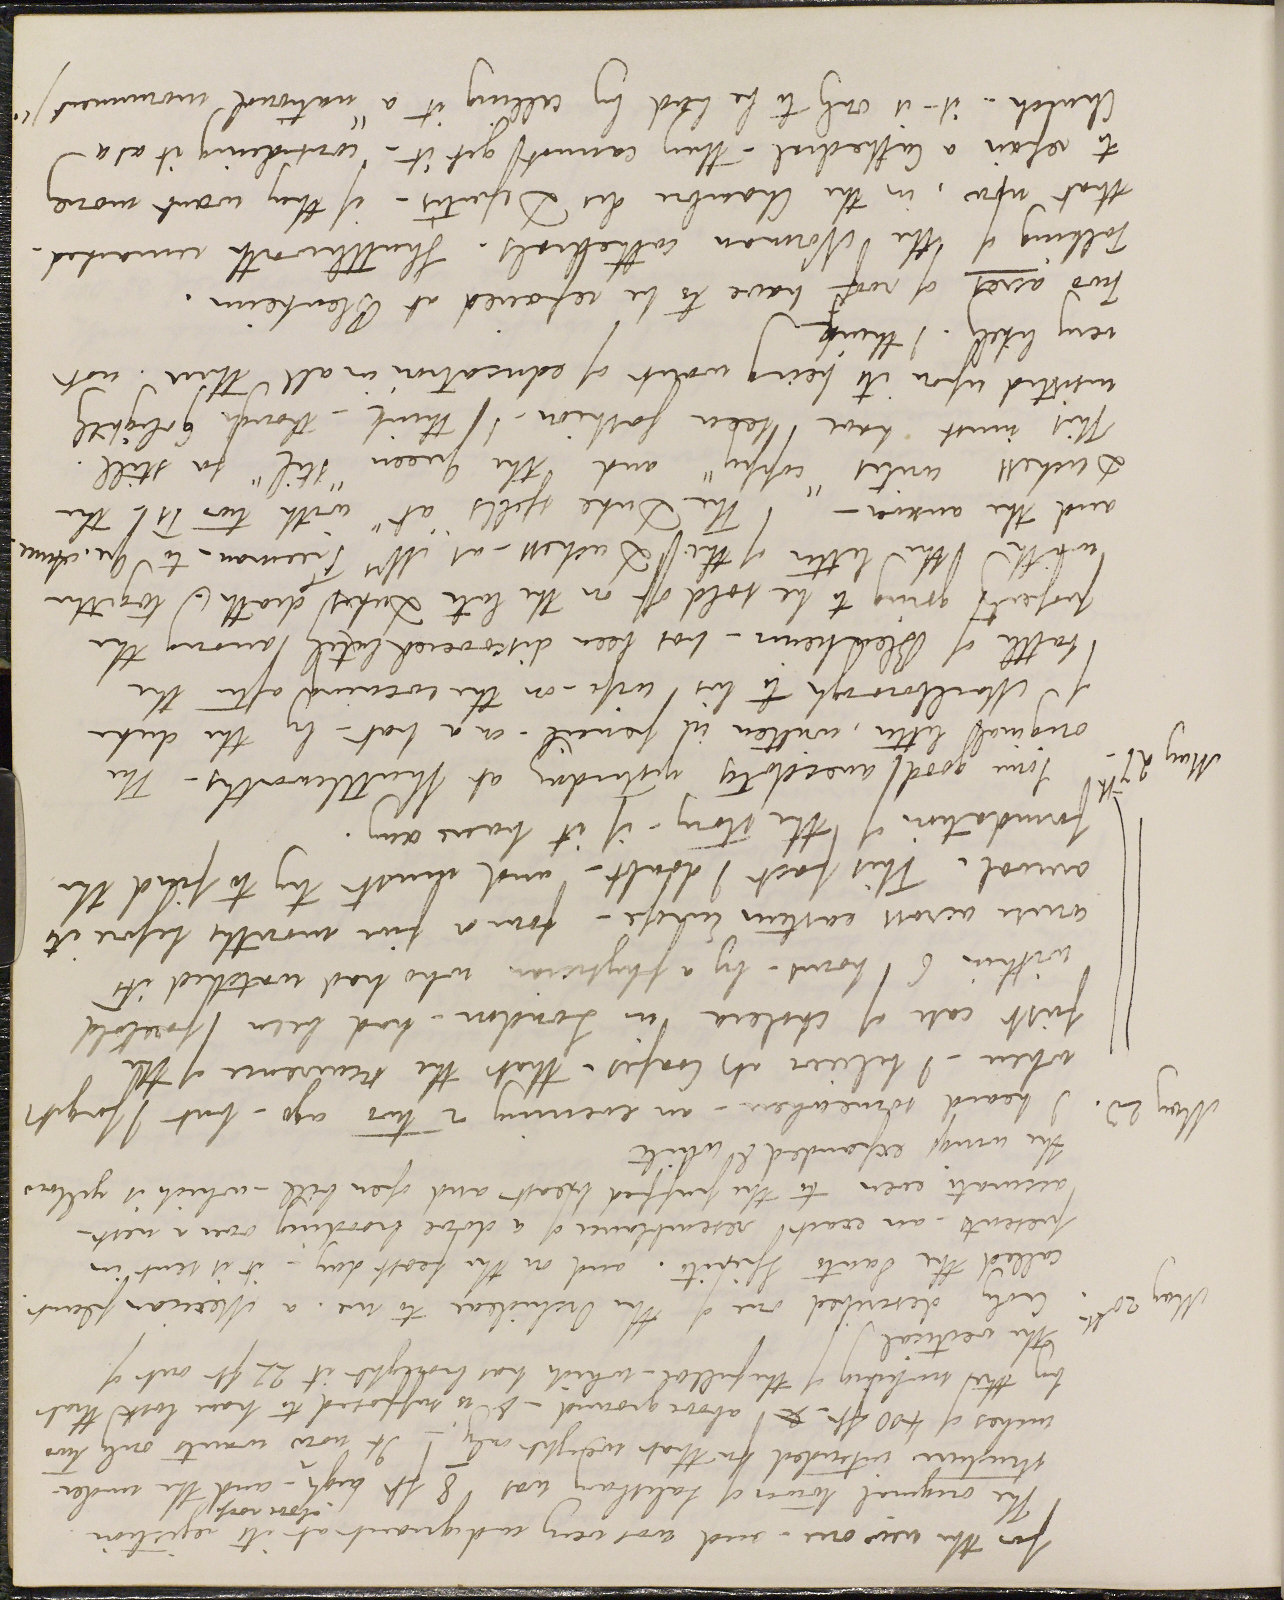 for the new one - and was very indignant at its rejection.
The original tower of Salisbury was 8 ft high above roof - and the under-
structure intended for that weight only - It now wants only two
inches of 400 ft - above ground - & is supposed to have lost that
by the sinking of the pillar - which has brought it 22 ft out of
the vertical
May 20th. Croly described one of the Orchideae to me. a Mexican plant.
called the Santo Spirito. and on the feast day - it is sent in
presents - an exact resemblance of a dove brooding over a nest -
accurate even to the puffed breast and open bill - which is yellow
the wings expanded & white
May 23. I heard somewhere - an evening or two ago - but I forget
where - I believe at Coapes - that the occurrence of the
first case of cholera in London - had been foretold
within 6 hours - by a physician who had watched its
course across eastern Europe - four or five months before its
arrival. This fact I doubt - and must try to find the
foundation of the story - if it have any.
May 27th - Some good anecdotes yesterday at Shuttleworths - The
original letter, written in pencil - on a hat - by the duke
of Marlborough to his wife - on the evening after the
battle of Blenheim - has been discovered lately among the
property going to be sold off on the late Dukes death - together
with the letter of the Duchess - as Mrs Freeman - to Qu. Anne -
and the answer - The Duke spells "at" with two Ts - the
Duchess writes "coppy" and the queen "stil" for still.
This must have been fashion - I think - though Golightly
insisted upon its being want of education in all three. not
very likely. I think
Two acres of roof have to be repaired at Blenheim.
Talking of the Norman cathedrals. Shuttleworth remarked -
that now, in the Chambre des Deputés - if they want money
to repair a Cathedral - they cannot get it - considering it as a
Church - it is only to be had by calling it a "national monument!"